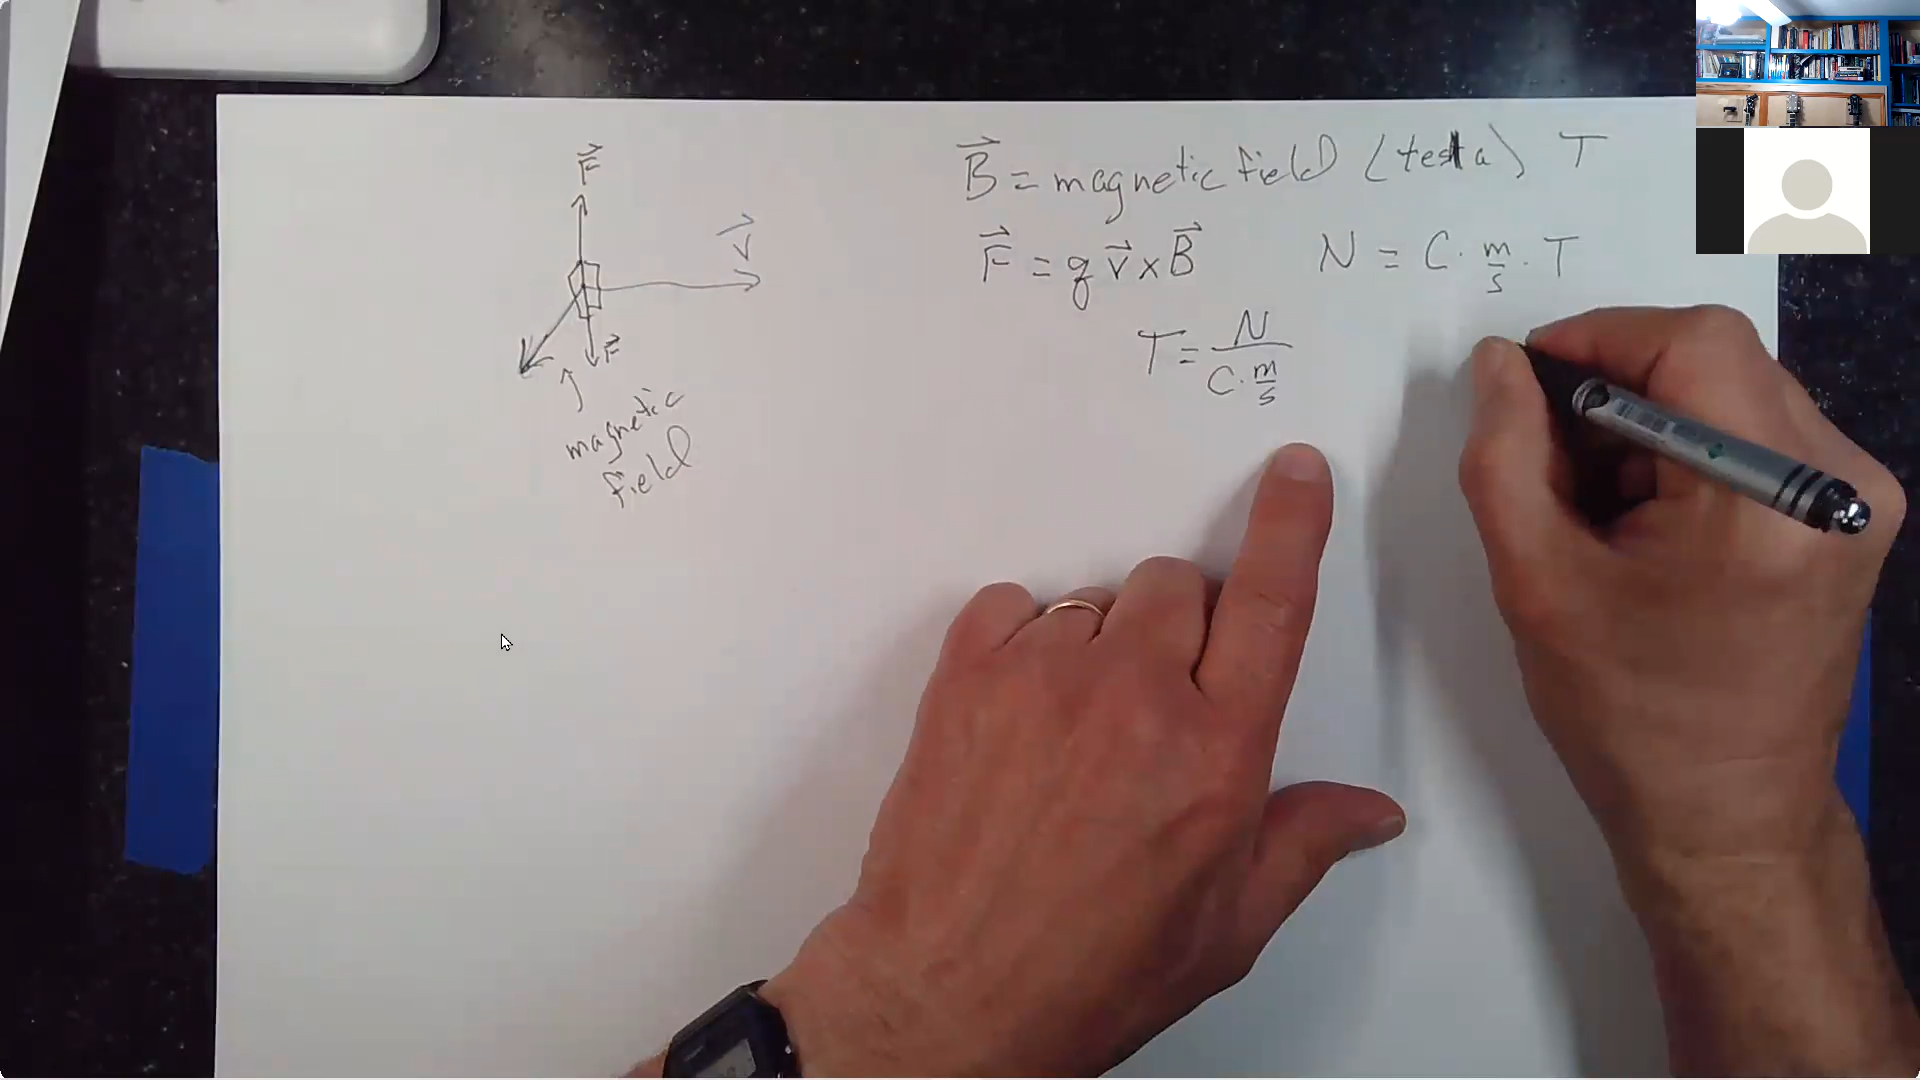 F⃗
v⃗
F⃗
magnetic
field
B⃗ = magnetic field (tesla) T
F⃗ = q v⃗ x B⃗    N = C · m/s · T
T = N / (C · m/s)